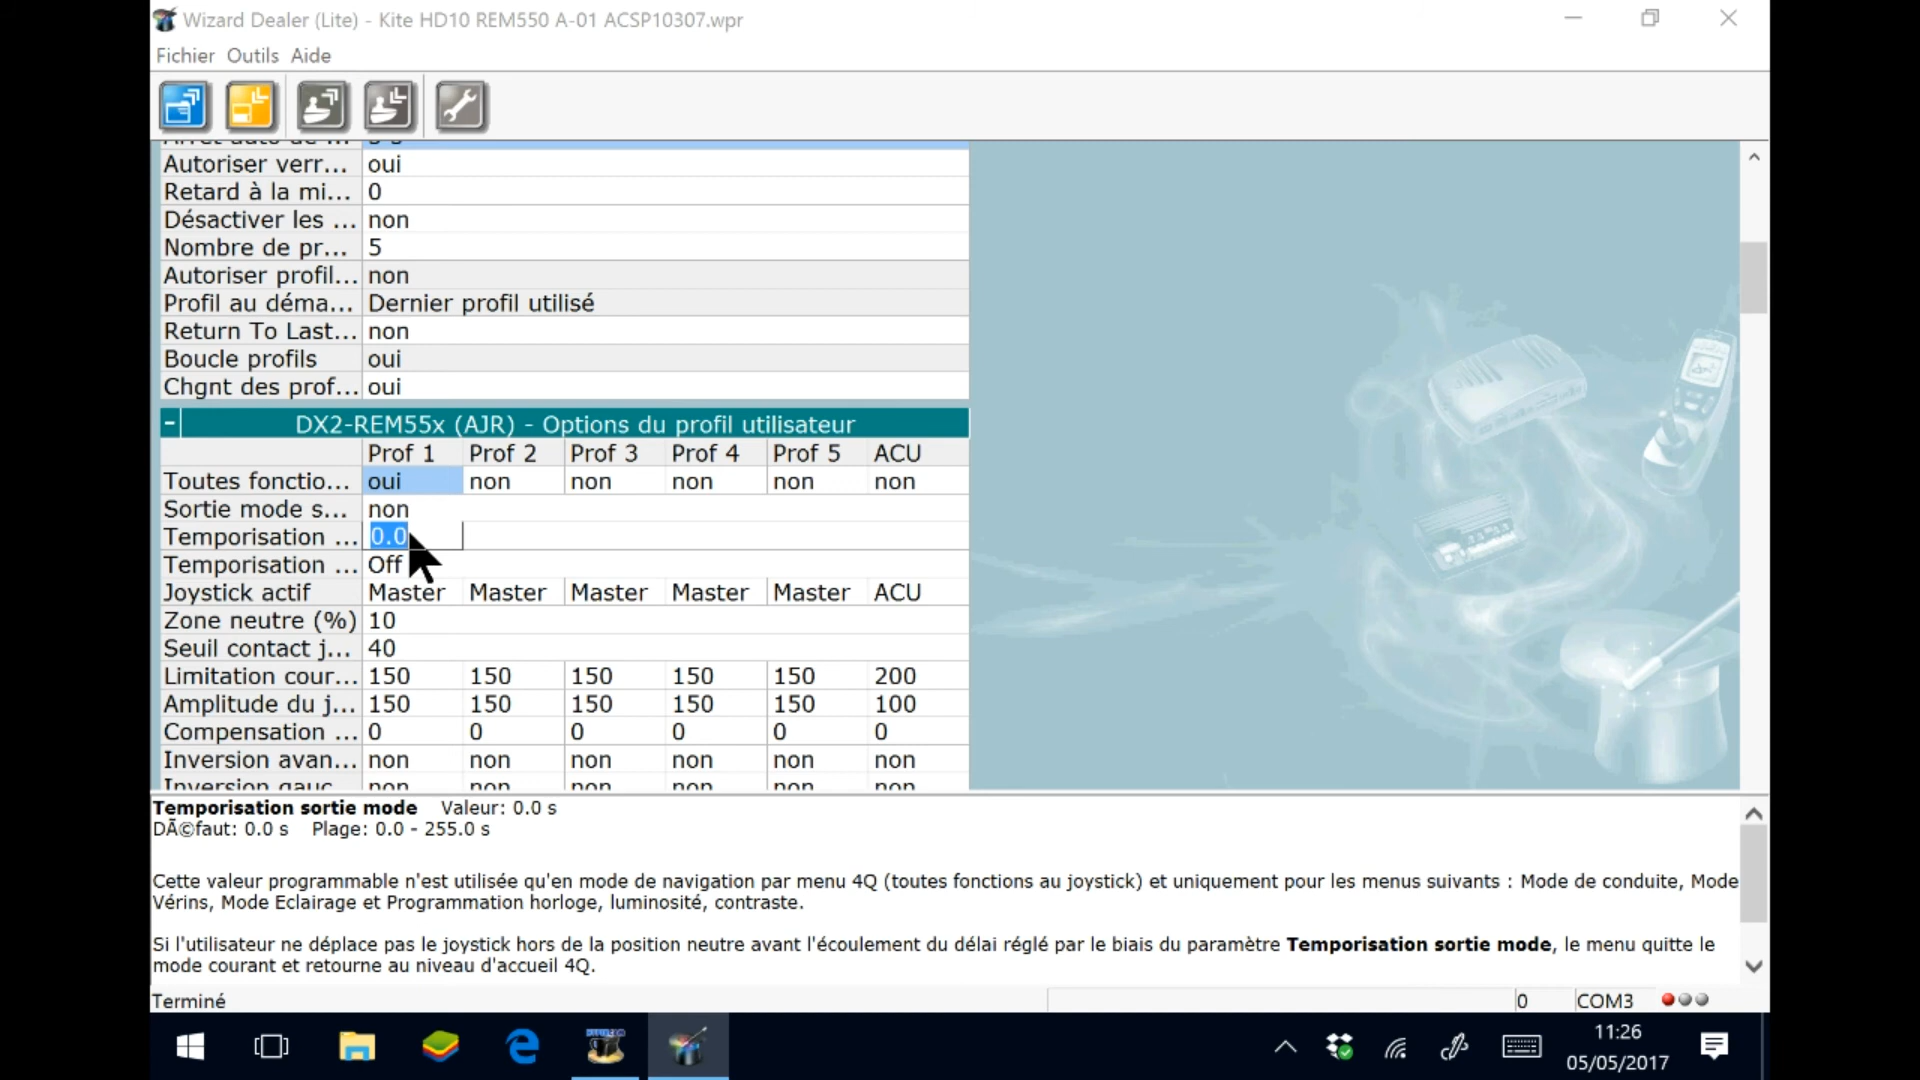 Wizard Dealer (Lite) - Kite HD10 REM550 A-01 ACSP10307.wpr
Fichier Outils Aide
Autoriser verr... oui
Retard à la mi... 0
Désactiver les ... non
Nombre de pr... 5
Autoriser profil... non
Profil au déma... Dernier profil utilisé
Return To Last... non
Boucle profils oui
Chgnt des prof... oui
- DX2-REM55x (AJR) - Options du profil utilisateur
Prof 1 Prof 2 Prof 3 Prof 4 Prof 5 ACU
Toutes fonctio... oui non non non non non
Sortie mode s... non
Temporisation ... 0.0
Temporisation ... Off
Joystick actif Master Master Master Master Master ACU
Zone neutre (%) 10
Seuil contact j... 40
Limitation cour... 150 150 150 150 150 200
Amplitude du j... 150 150 150 150 150 100
Compensation ... 0 0 0 0 0 0
Inversion avan... non non non non non non
Inversion gauc non non non non non non
Temporisation sortie mode Valeur: 0.0 s
DÃ©faut: 0.0 s Plage: 0.0 - 255.0 s
Cette valeur programmable n'est utilisée qu'en mode de navigation par menu 4Q (toutes fonctions au joystick) et uniquement pour les menus suivants : Mode de conduite, Mode
Vérins, Mode Eclairage et Programmation horloge, luminosité, contraste.
Si l'utilisateur ne déplace pas le joystick hors de la position neutre avant l'écoulement du délai réglé par le biais du paramètre Temporisation sortie mode, le menu quitte le
mode courant et retourne au niveau d'accueil 4Q.
Terminé 0 COM3
11:26
05/05/2017